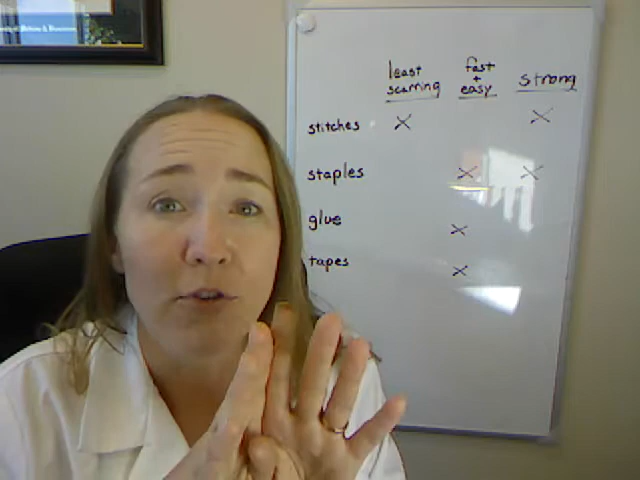 least scarring
fast + easy
strong
stitches X X
staples X X
glue X
tapes X